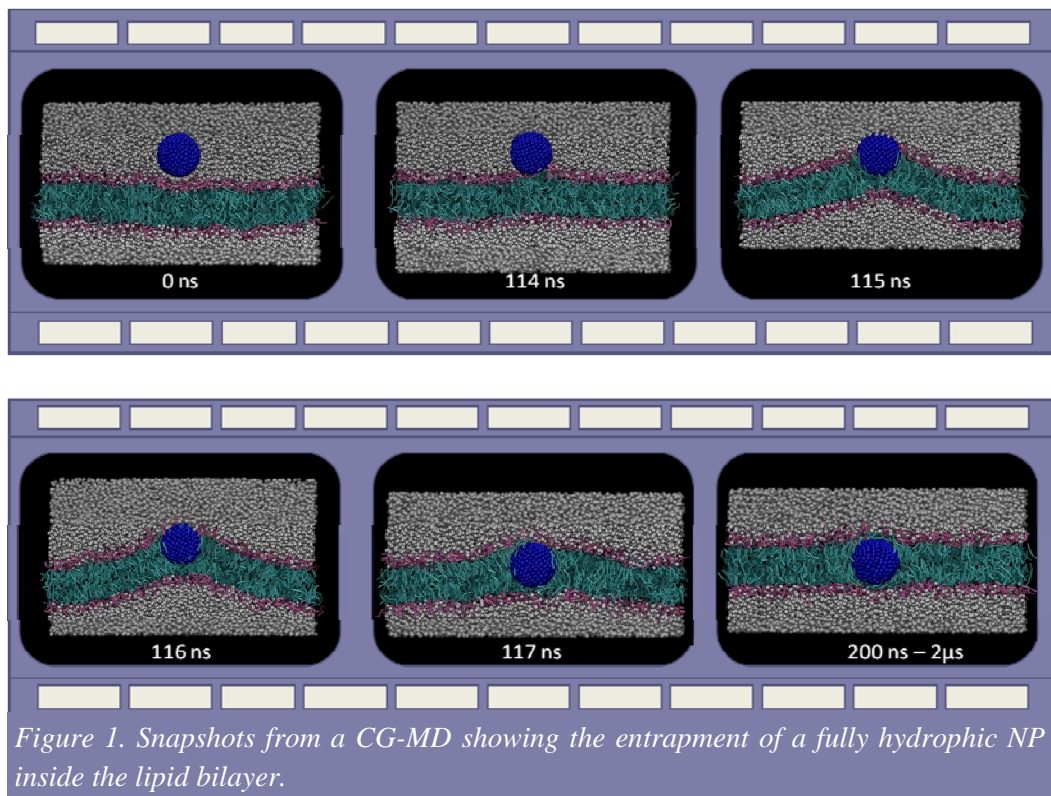 0 ns
114 ns
115 ns
116 ns
117 ns
200 ns – 2μs
Figure 1. Snapshots from a CG-MD showing the entrapment of a fully hydrophic NP
inside the lipid bilayer.